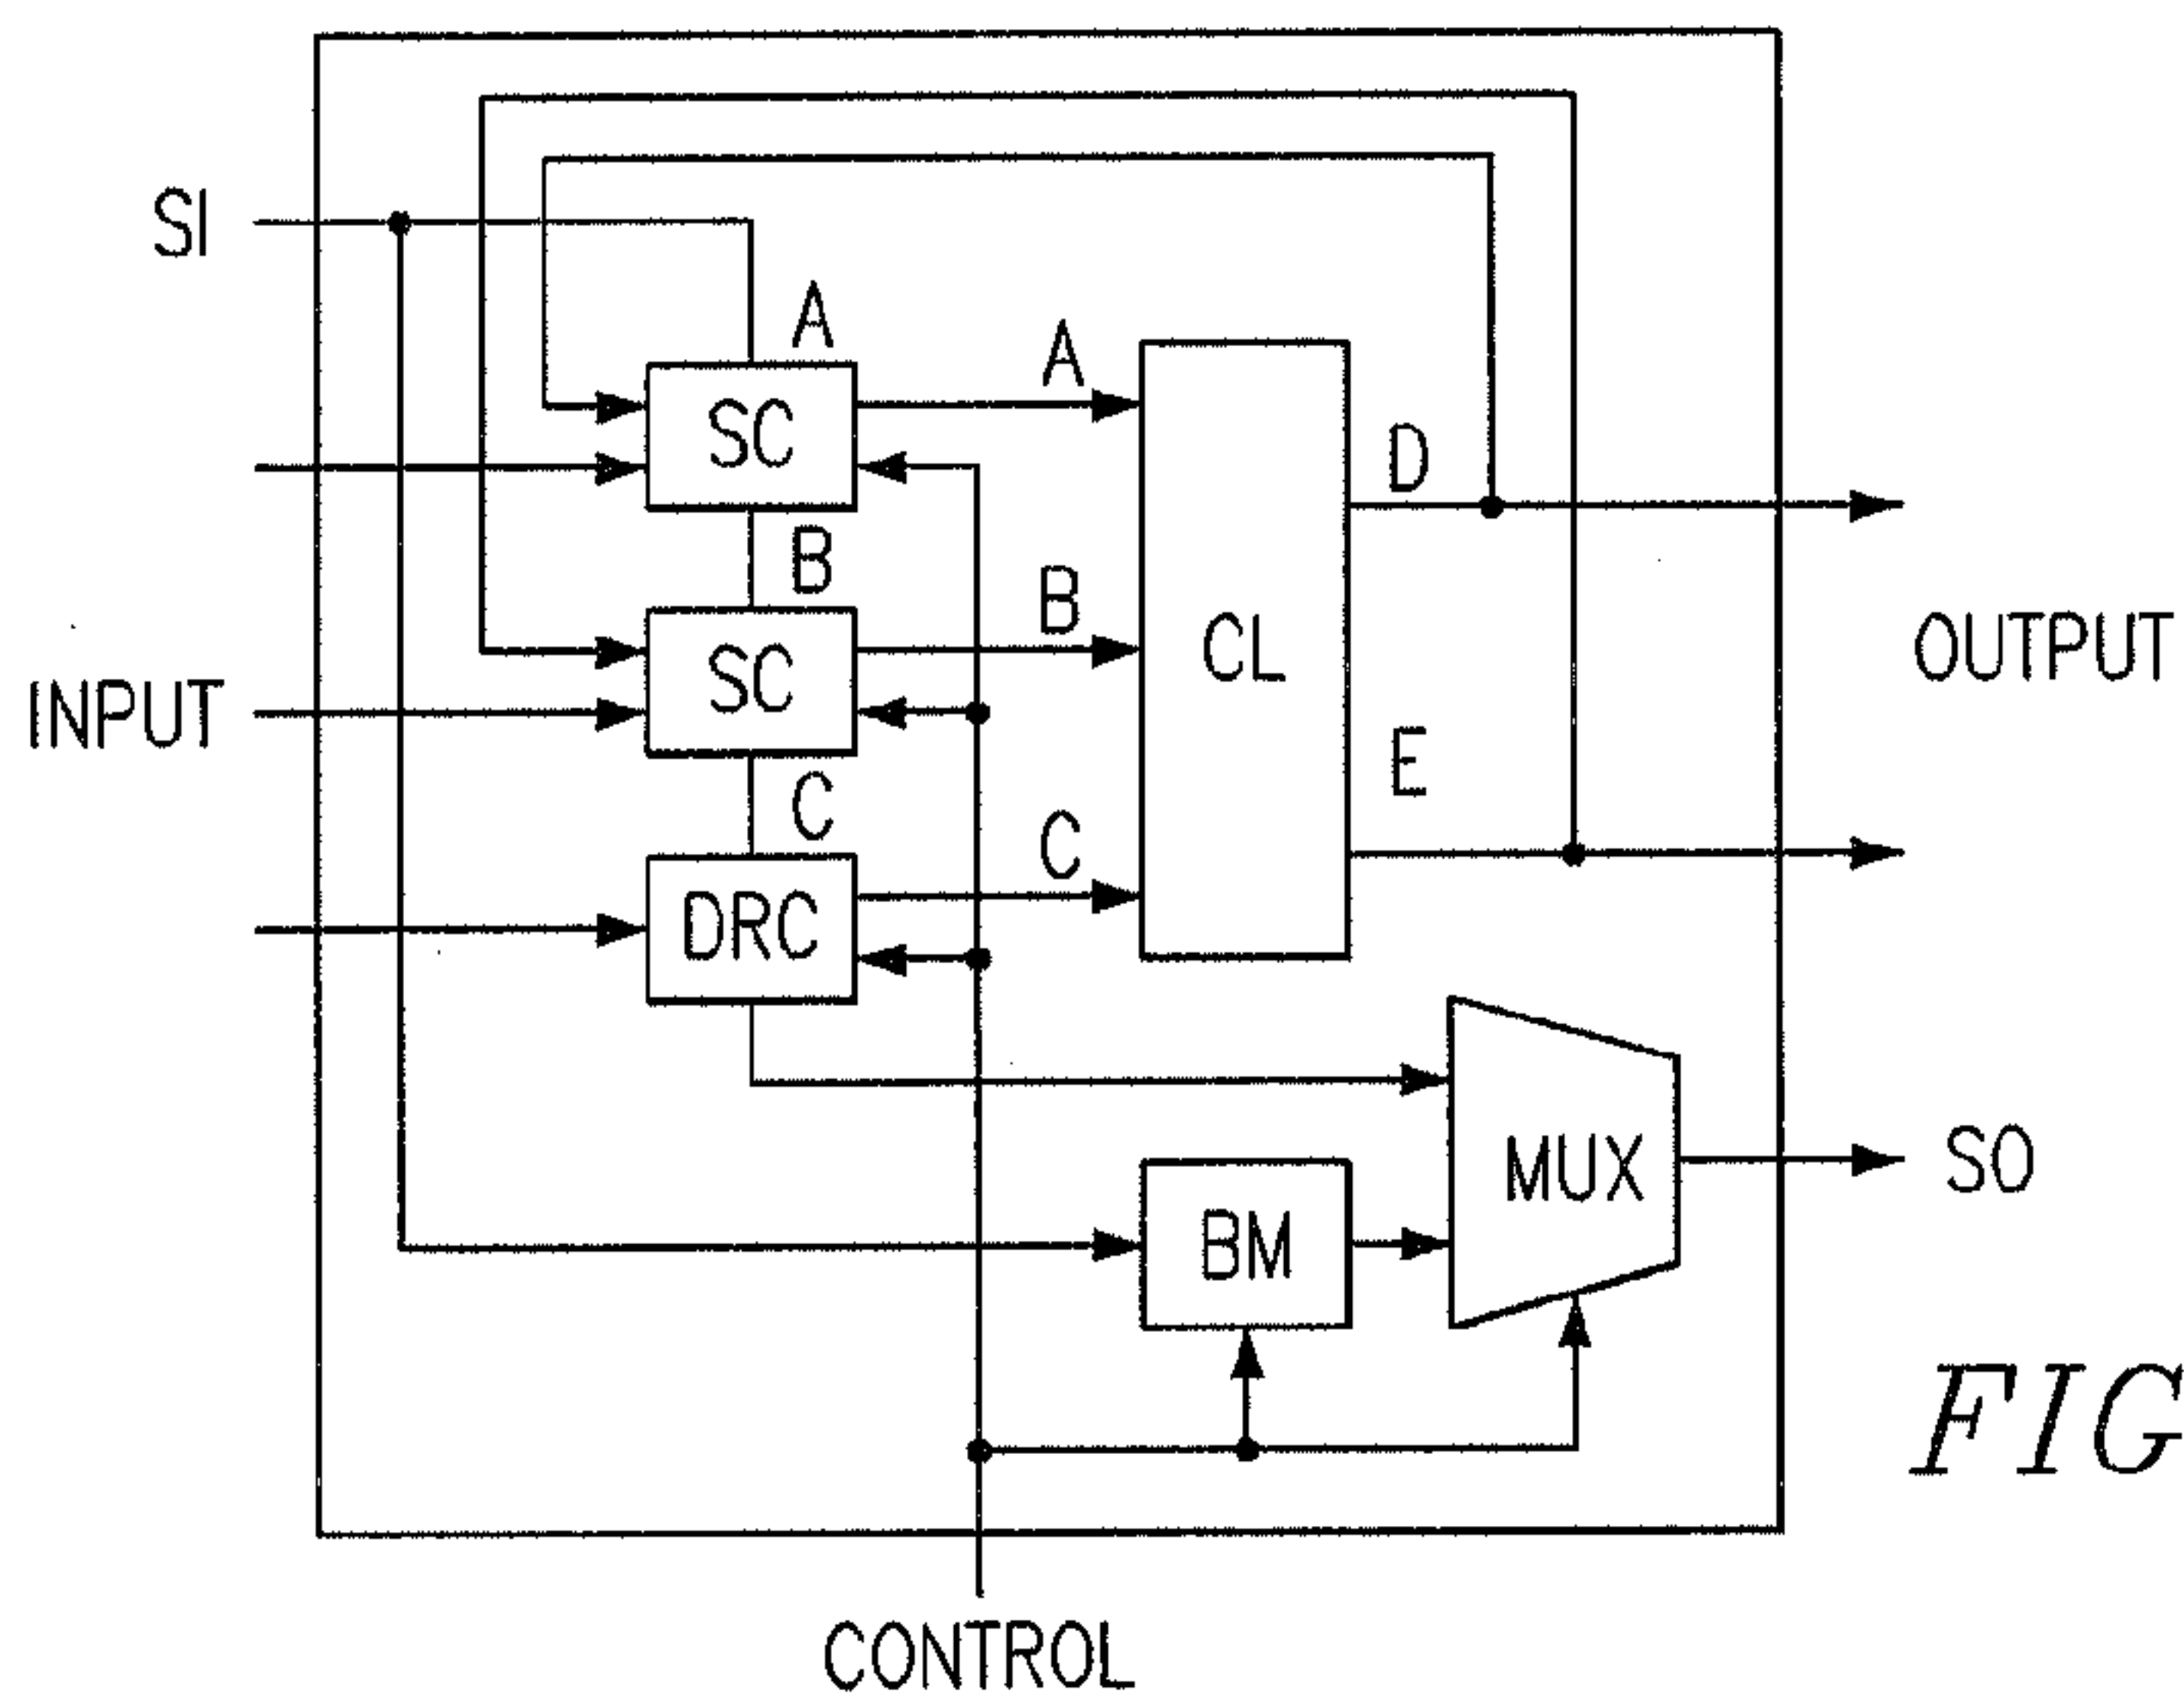 SI
A
A
SC
D
B
B
SC
CL
OUTPUT
INPUT
E
C
C
DRC
MUX
SO
BM
FIG
CONTROL